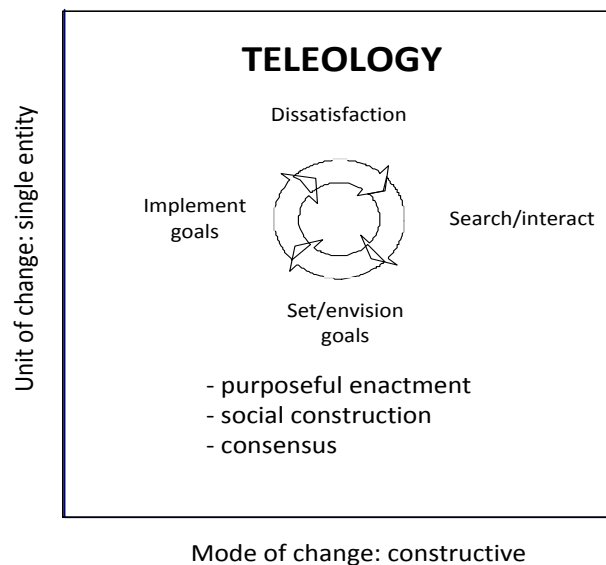 TELEOLOGY
Dissatisfaction
Implement
goals
Search/interact
Set/envision
goals
- purposeful enactment
- social construction
- consensus
Unit of change: single entity
Mode of change: constructive